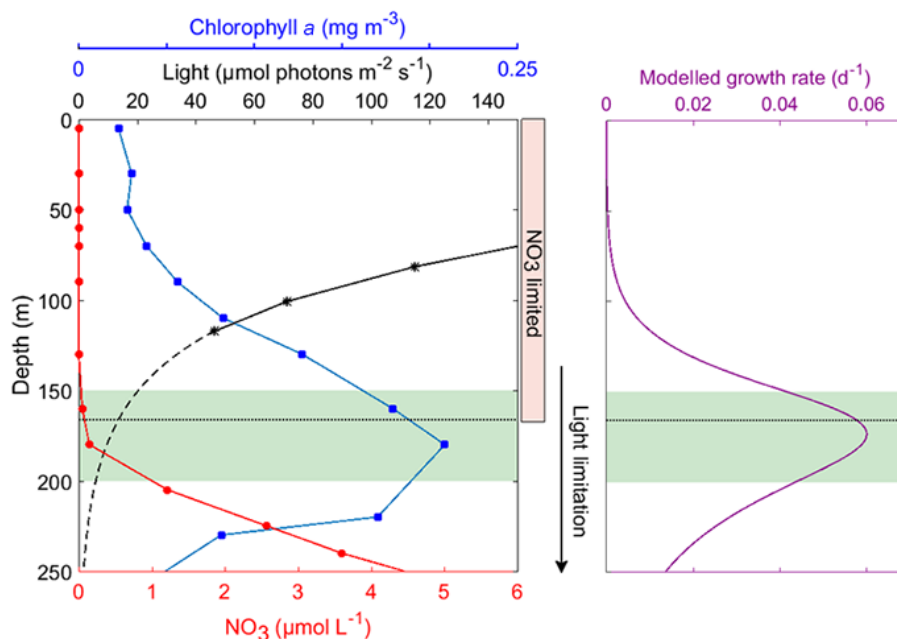 Chlorophyll a (mg m-3)
0 0.25
Light (μmol photons m-2 s-1)
0 20 40 60 80 100 120 140
Depth (m)
0
50
100
150
200
250
0 1 2 3 4 5 6
NO3 (μmol L-1)
NO3 limited
Light limitation
Modelled growth rate (d-1)
0 0.02 0.04 0.06